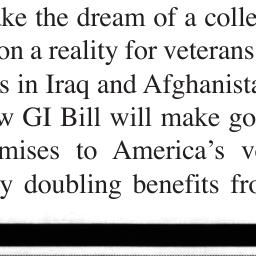 ake the dream of a colle
on a reality for veterans
s in Iraq and Afghanista
w GI Bill will make go
mises to America’s v
y doubling benefits fro